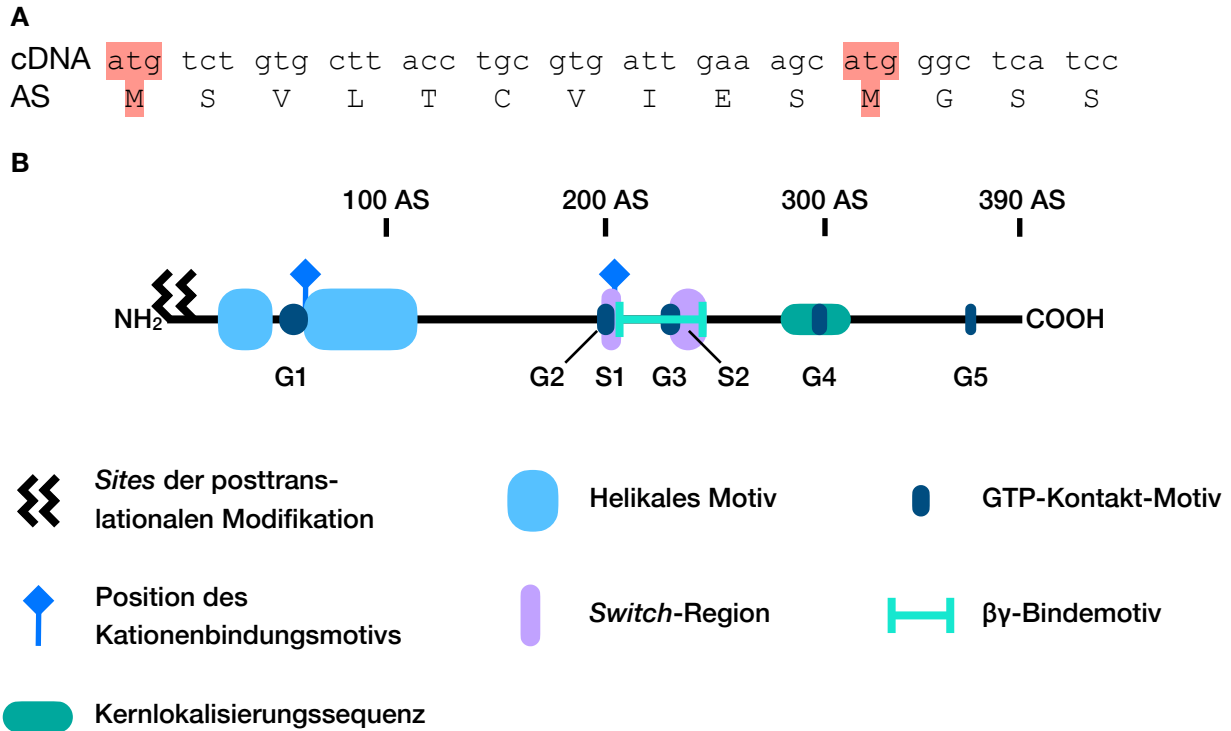 A
cDNA atg tct gtg ctt acc tgc gtg att gaa agc atg ggc tca tcc
AS M S V L T C V I E S M G S S
B
100 AS 200 AS 300 AS 390 AS
NH2 COOH
G1 G2 S1 G3 S2 G4 G5
Sites der posttrans-
lationalen Modifikation
Helikales Motiv
GTP-Kontakt-Motiv
Position des
Kationenbindungsmotivs
Switch-Region
βγ-Bindemotiv
Kernlokalisierungssequenz